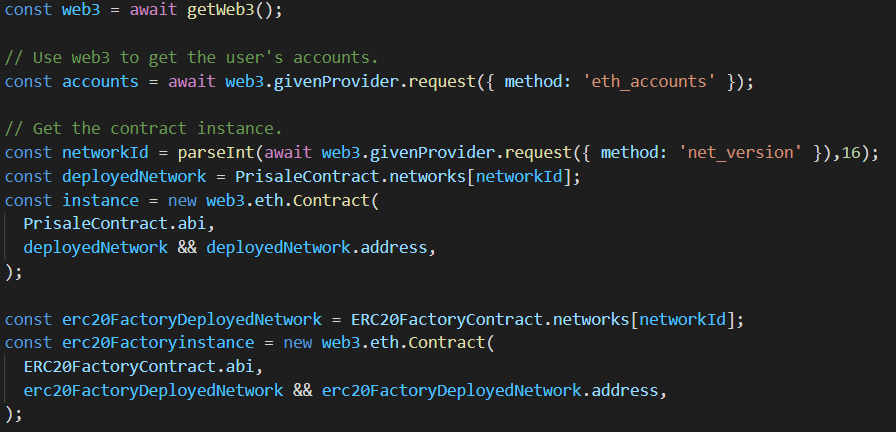 const web3 = await getWeb3();
// Use web3 to get the user's accounts.
const accounts = await web3.givenProvider.request({ method: 'eth_accounts' });
// Get the contract instance.
const networkId = parseInt(await web3.givenProvider.request({ method: 'net_version' }),16);
const deployedNetwork = PrisaleContract.networks[networkId];
const instance = new web3.eth.Contract(
PrisaleContract.abi,
deployedNetwork && deployedNetwork.address,
);
const erc20FactoryDeployedNetwork = ERC20FactoryContract.networks[networkId];
const erc20Factoryinstance = new web3.eth.Contract(
ERC20FactoryContract.abi,
erc20FactoryDeployedNetwork && erc20FactoryDeployedNetwork.address,
);